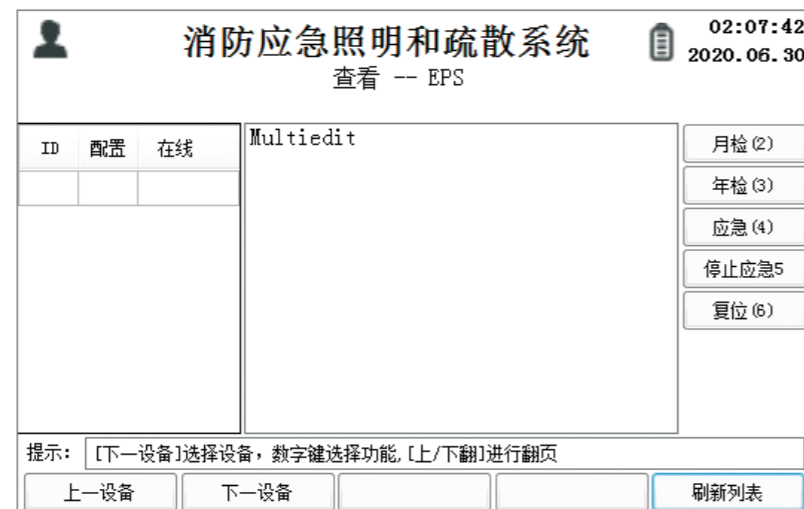 消防应急照明和疏散系统
02:07:42
查看 -- EPS
2020.06.30
ID 配置 在线
Multiedit
月检(2)
年检(3)
应急(4)
停止应急5
复位(6)
提示: [下一设备]选择设备，数字键选择功能,[上/下翻]进行翻页
上一设备 下一设备 刷新列表